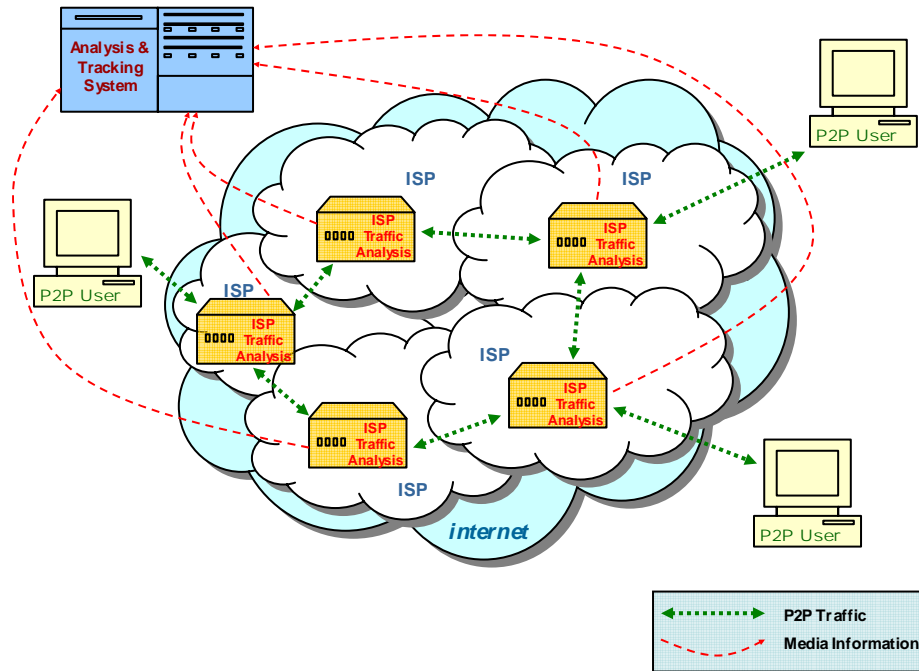 Analysis &
Tracking
System
P2P User
ISP
ISP
ISP
Traffic
Analysis
ISP
Traffic
Analysis
P2P User
ISP
ISP
Traffic
Analysis
ISP
ISP
Traffic
Analysis
ISP
Traffic
Analysis
ISP
internet
P2P User
P2P Traffic
Media Information